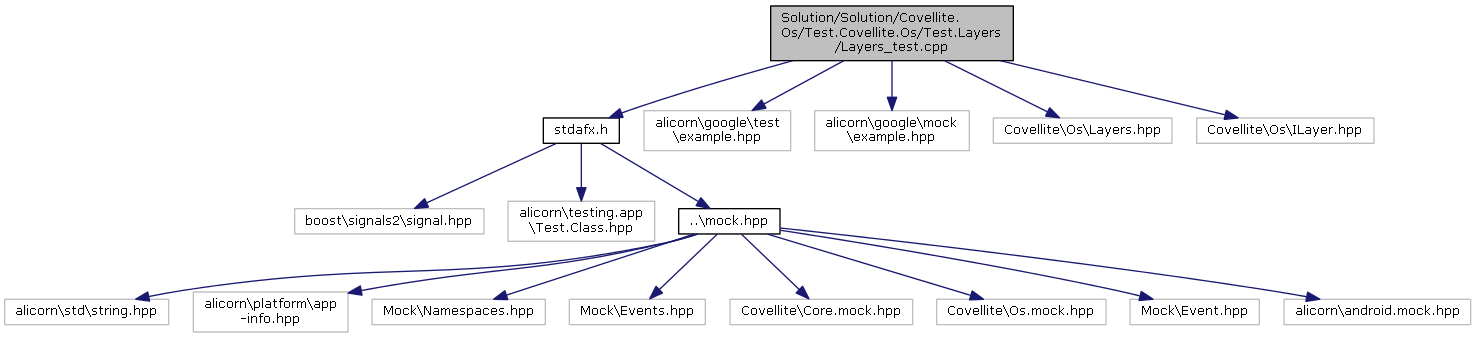 Solution/Solution/Covellite.
Os/Test.Covellite.Os/Test.Layers
/Layers_test.cpp
stdafx.h
alicorn\google\test
\example.hpp
alicorn\google\mock
\example.hpp
Covellite\Os\Layers.hpp
Covellite\Os\ILayer.hpp
boost\signals2\signal.hpp
alicorn\testing.app
\Test.Class.hpp
..\mock.hpp
alicorn\std\string.hpp
alicorn\platform\app
-info.hpp
Mock\Namespaces.hpp
Mock\Events.hpp
Covellite\Core.mock.hpp
Covellite\Os.mock.hpp
Mock\Event.hpp
alicorn\android.mock.hpp